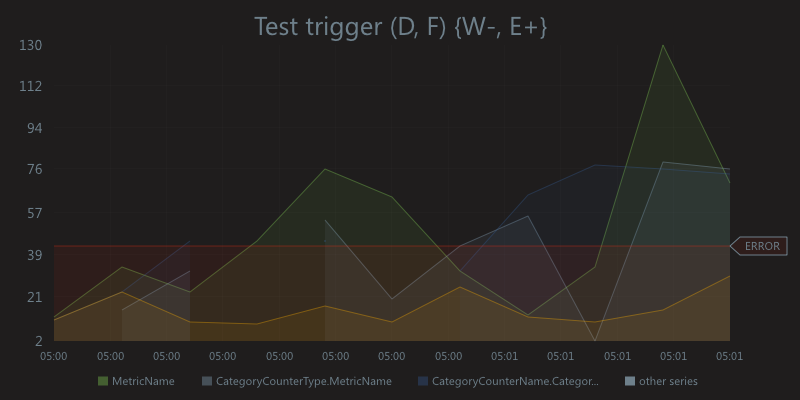 Test trigger (D, F) {W-, E+}
130
112
94
76
57
39
21
2
ERROR
05:00 05:00 05:00 05:00 05:00 05:00 05:00 05:00 05:01 05:01 05:01 05:01 05:01
MetricName CategoryCounterType.MetricName CategoryCounterName.Categor... other series